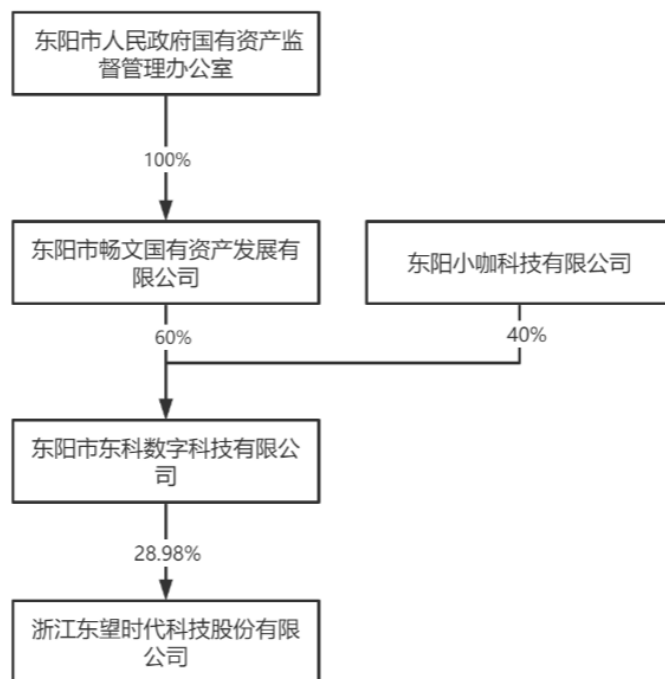 东阳市人民政府国有资产监
督管理办公室
100%
东阳市畅文国有资产发展有
限公司
东阳小咖科技有限公司
60%
40%
东阳市东科数字科技有限公
司
28.98%
浙江东望时代科技股份有限
公司